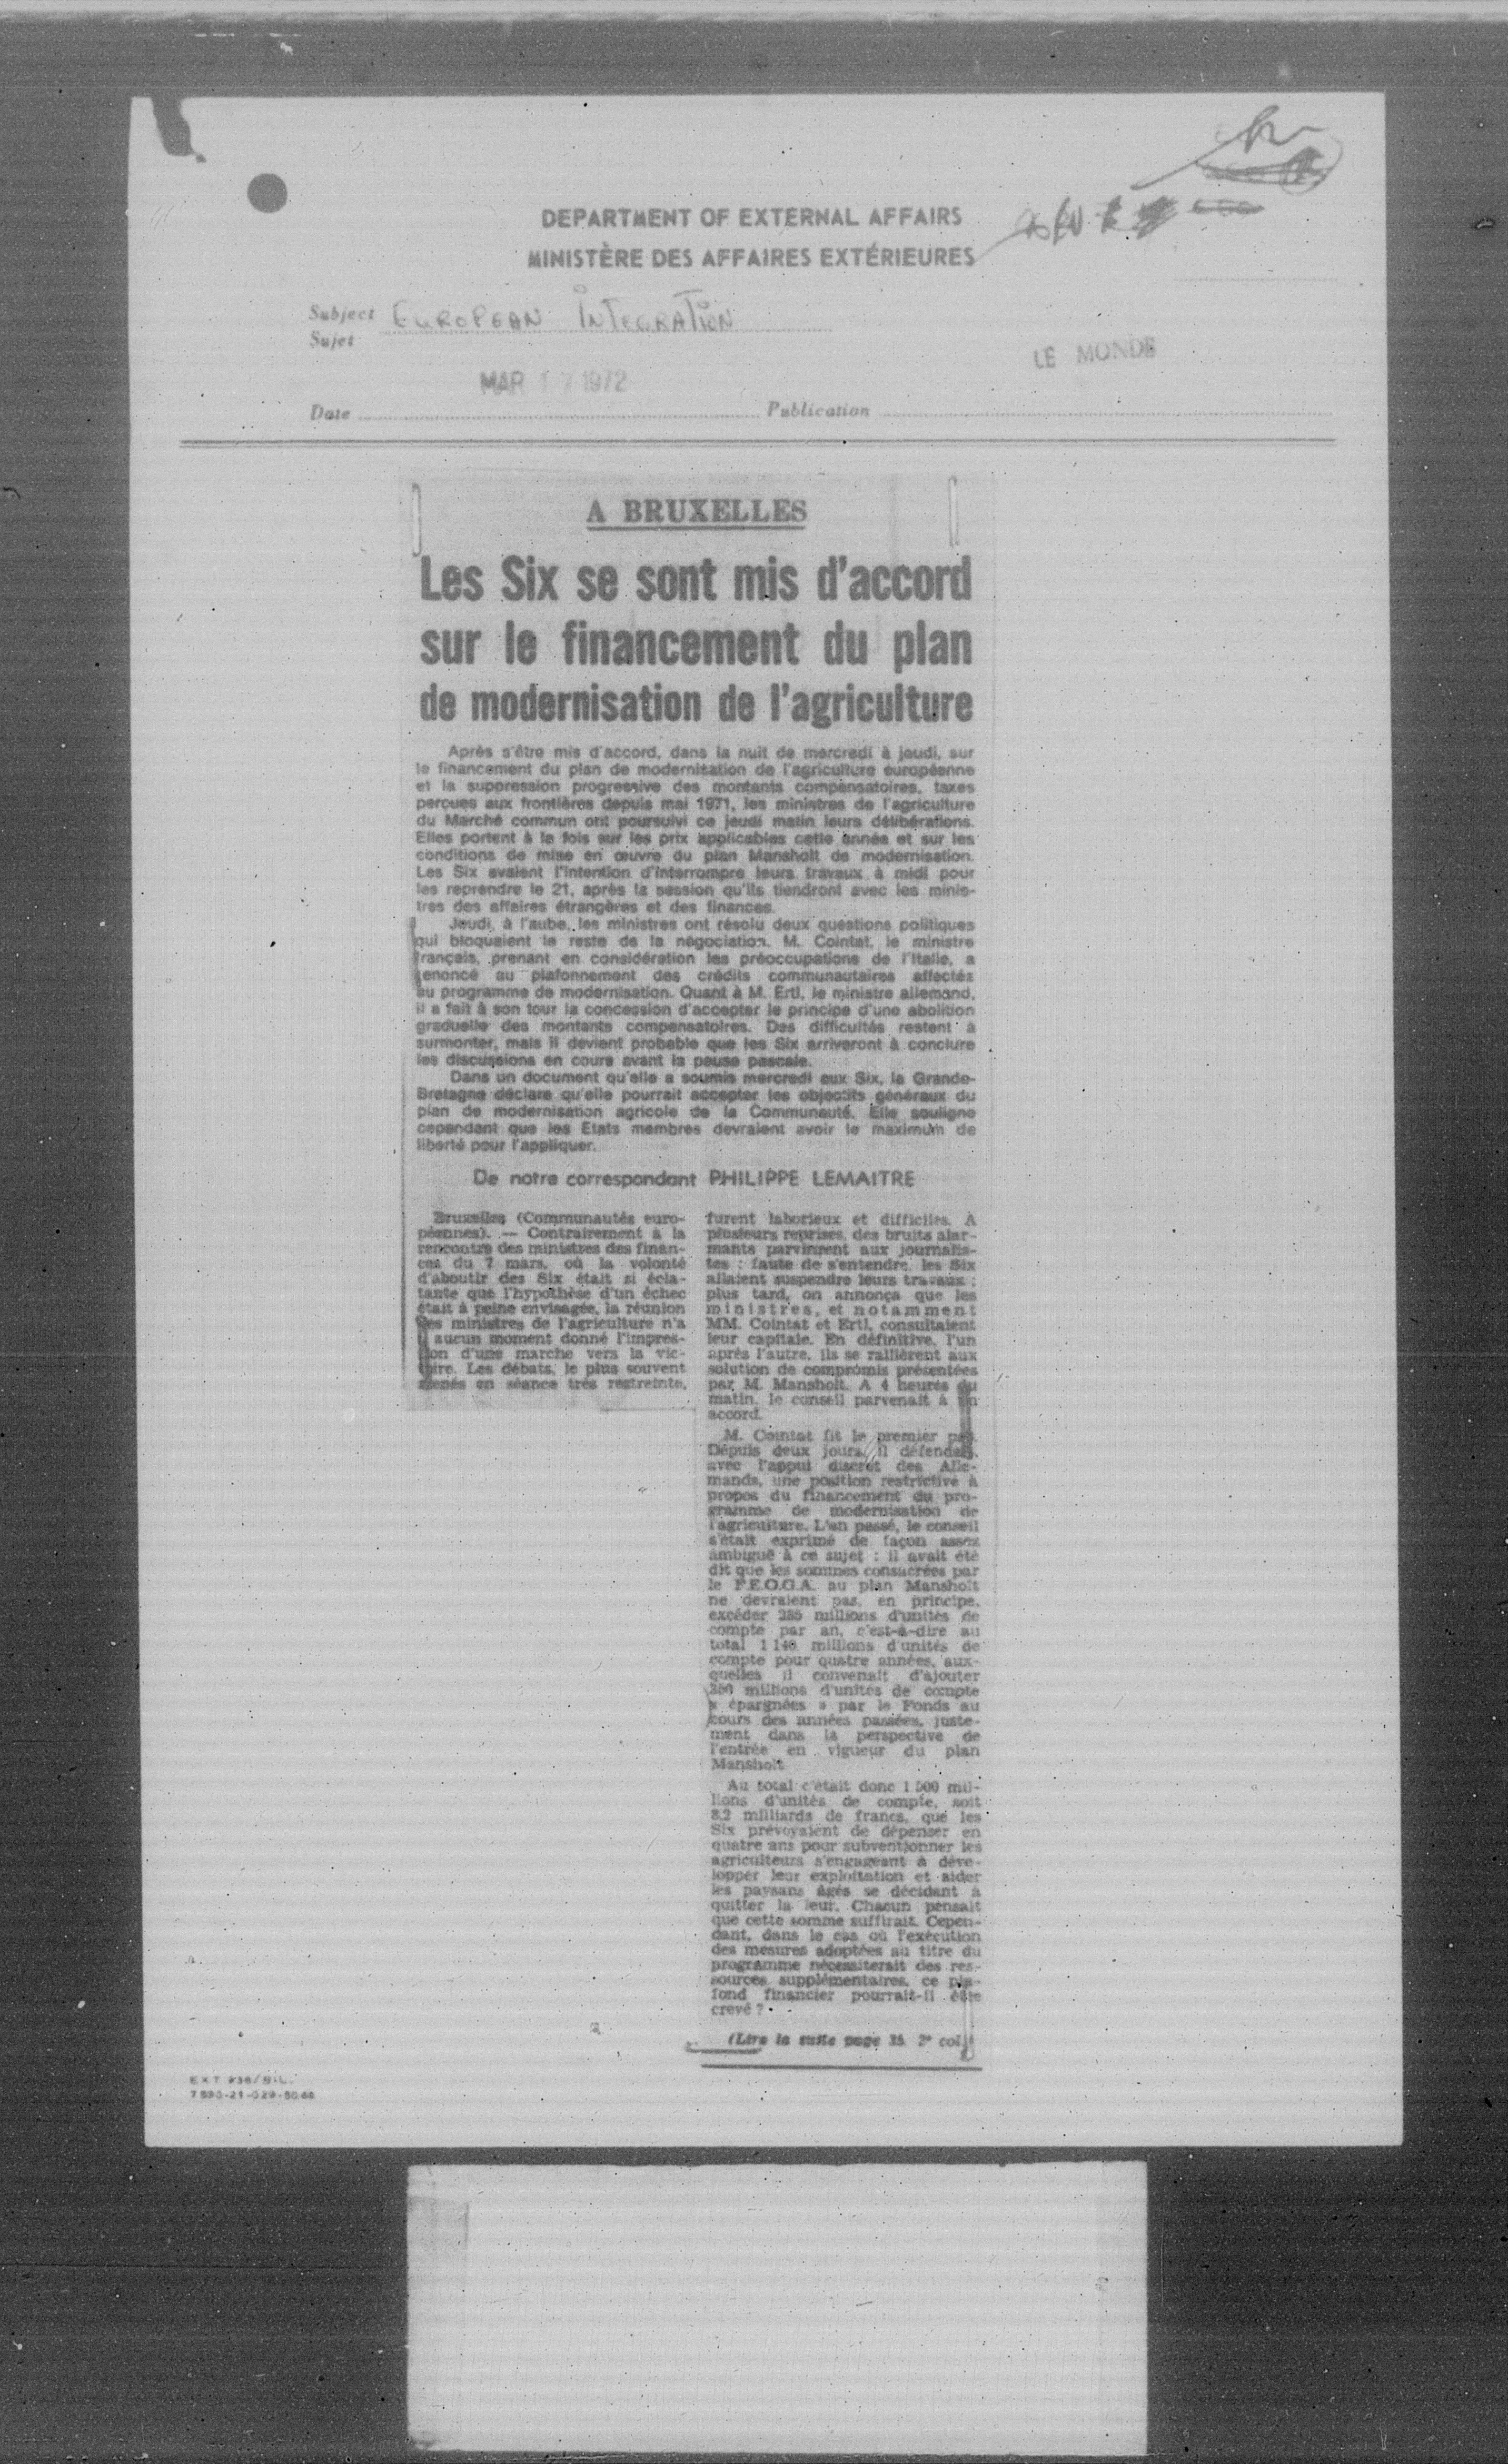 DEPARTMENT OF EXTERNAL AFFAIRS
MINISTÈRE DES AFFAIRES EXTÉRIEURES
Subject EUROPEAN INTEGRATION
Sujet
LE MONDE
MAR 17 1972
Date Publication
A BRUXELLES
Les Six se sont mis d'accord
sur le financement du plan
de modernisation de l'agriculture
Après s'être mis d'accord, dans la nuit de mercredi à jeudi, sur
le financement du plan de modernisation de l'agriculture européenne
et la suppression progressive des montants compensatoires, taxes
perçues aux frontières depuis mai 1971, les ministres de l'agriculture
du Marché commun ont poursuivi ce jeudi matin leurs délibérations.
Elles portent à la fois sur les prix applicables cette année et sur les
conditions de mise en œuvre du plan Mansholt de modernisation.
Les Six avaient l'intention d'interrompre leurs travaux à midi pour
les reprendre le 21, après la session qu'ils tiendront avec les minis-
tres des affaires étrangères et des finances.
Jeudi, à l'aube, les ministres ont résolu deux questions politiques
qui bloquaient le reste de la négociation. M. Cointat, le ministre
français, prenant en considération les préoccupations de l'Italie, a
renoncé au plafonnement des crédits communautaires affectés
au programme de modernisation. Quant à M. Ertl, le ministre allemand,
il a fait à son tour la concession d'accepter le principe d'une abolition
graduelle des montants compensatoires. Des difficultés restent à
surmonter, mais il devient probable que les Six arriveront à conclure
les discussions en cours avant la pause pascale.
Dans un document qu'elle a soumis mercredi aux Six, la Grande-
Bretagne déclare qu'elle pourrait accepter les objectifs généraux du
plan de modernisation agricole de la Communauté. Elle souligne
cependant que les Etats membres devraient avoir le maximum de
liberté pour l'appliquer.
De notre correspondant PHILIPPE LEMAITRE
Bruxelles (Communautés euro-
péennes). — Contrairement à la
rencontre des ministres des finan-
ces du 7 mars, où la volonté
d'aboutir des Six était si écla-
tante que l'hypothèse d'un échec
était à peine envisagée, la réunion
des ministres de l'agriculture n'a
à aucun moment donné l'impres-
sion d'une marche vers la vic-
toire. Les débats, le plus souvent
menés en séance très restreinte,
furent laborieux et difficiles. A
plusieurs reprises, des bruits alar-
mants parvinrent aux journalis-
tes : faute de s'entendre, les Six
allaient suspendre leurs travaux ;
plus tard, on annonça que les
ministres, et notamment
MM. Cointat et Ertl, consultaient
leur capitale. En définitive, l'un
après l'autre, ils se rallièrent aux
solution de compromis présentées
par M. Mansholt. A 4 heures du
matin, le conseil parvenait à un
accord.
M. Cointat fit le premier pas.
Depuis deux jours, il défendait,
avec l'appui discret des Alle-
mands, une position restrictive à
propos du financement du pro-
gramme de modernisation de
l'agriculture. L'an passé, le conseil
s'était exprimé de façon assez
ambiguë à ce sujet : il avait été
dit que les sommes consacrées par
le F.E.O.G.A. au plan Mansholt
ne devraient pas, en principe,
excéder 285 millions d'unités de
compte par an, c'est-à-dire au
total 1 140 millions d'unités de
compte pour quatre années, aux-
quelles il convenait d'ajouter
360 millions d'unités de compte
« épargnées » par le Fonds au
cours des années passées, juste-
ment dans la perspective de
l'entrée en vigueur du plan
Mansholt.
Au total c'était donc 1 500 mil-
lions d'unités de compte, soit
8,2 milliards de francs, que les
Six prévoyaient de dépenser en
quatre ans pour subventionner les
agriculteurs s'engageant à déve-
lopper leur exploitation et aider
les paysans âgés se décidant à
quitter la leur. Chacun pensait
que cette somme suffirait. Cepen-
dant, dans le cas où l'exécution
des mesures adoptées au titre du
programme nécessiterait des res-
sources supplémentaires, ce pla-
fond financier pourrait-il être
crevé ?
(Lire la suite page 35. 2e col.)
EXT 238/BIL.